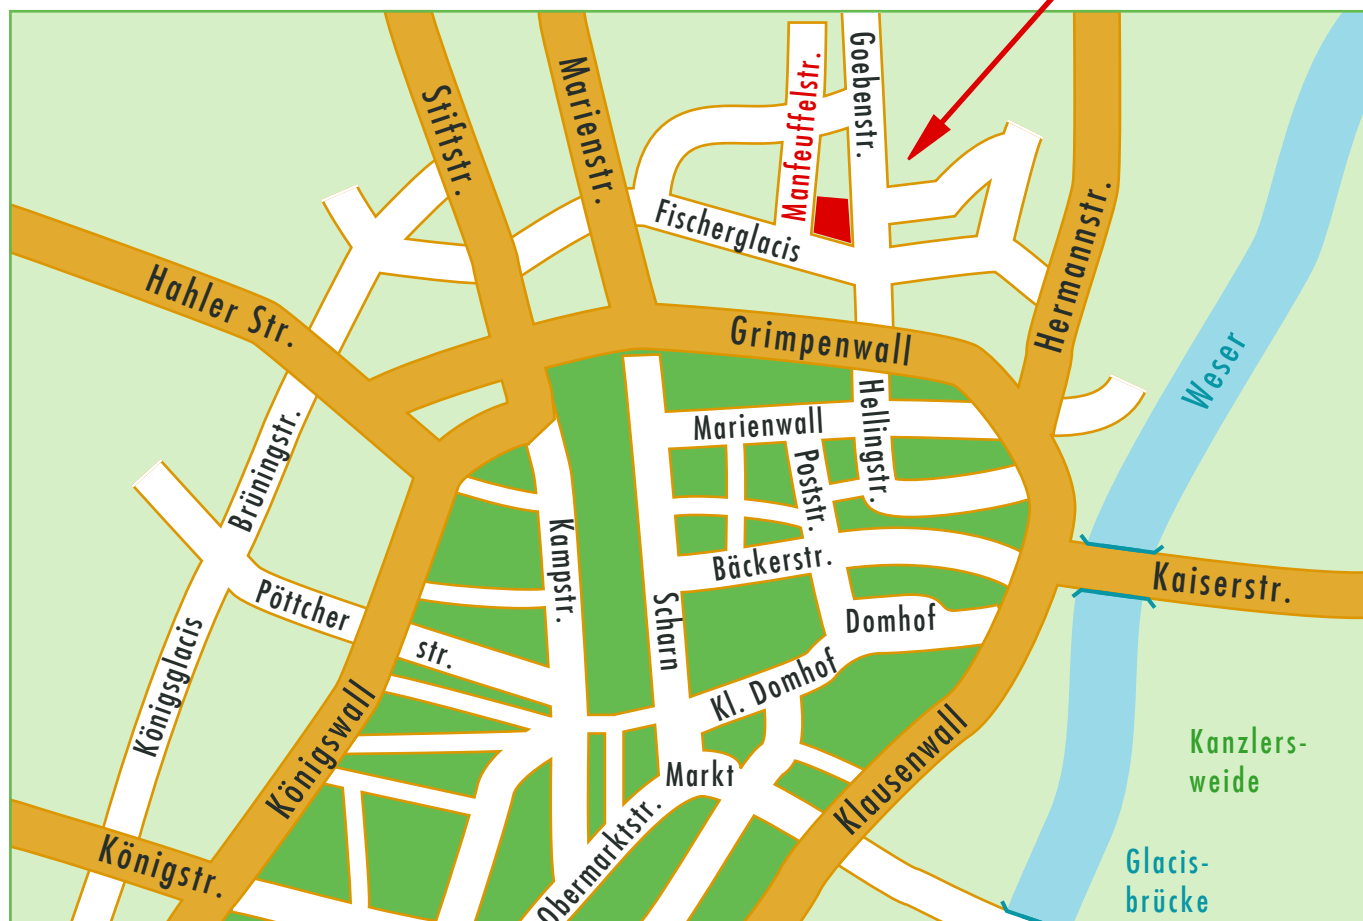 Goebenstr.
Manfeuffelstr.
Marienstr.
Stiftstr.
Fischerglacis
Hermannstr.
Hahler Str.
Grimpenwall
Weser
Hellingstr.
Marienwall
Brüningstr.
Poststr.
Kampstr.
Bäckerstr.
Kaiserstr.
Pöttcher
str.
Scharn
Domhof
Königsglacis
Kl. Domhof
Königswall
Klausenwall
Kanzlers-
weide
Markt
Obermarktstr.
Königstr.
Glacis-
brücke